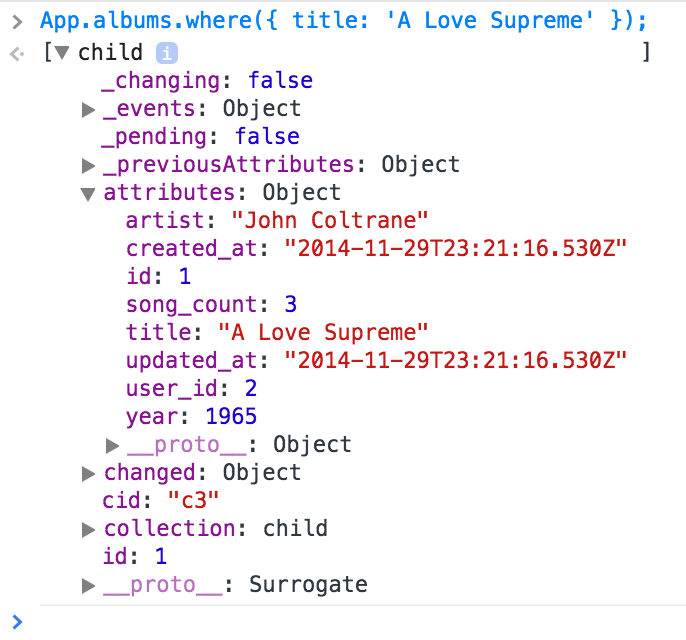 > App.albums.where({ title: 'A Love Supreme' });
[▼ child i ]
_changing: false
▶ _events: Object
_pending: false
▶ _previousAttributes: Object
▼ attributes: Object
artist: "John Coltrane"
created_at: "2014-11-29T23:21:16.530Z"
id: 1
song_count: 3
title: "A Love Supreme"
updated_at: "2014-11-29T23:21:16.530Z"
user_id: 2
year: 1965
▶ __proto__: Object
▶ changed: Object
cid: "c3"
▶ collection: child
id: 1
▶ __proto__: Surrogate
>